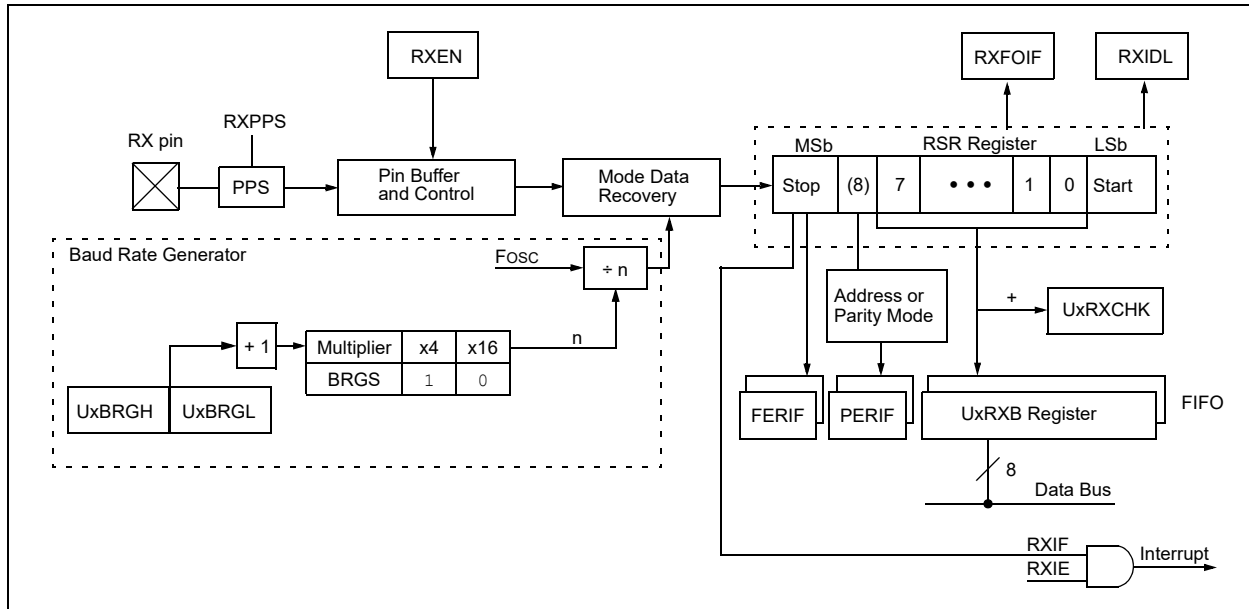 RXEN
RXFOIF
RXIDL
RXPPS
RX pin
PPS
Pin Buffer
and Control
Mode Data
Recovery
MSb
RSR Register
LSb
Stop
(8)
7
• • •
1
0
Start
Baud Rate Generator
FOSC
÷ n
Address or
Parity Mode
+
UxRXCHK
+ 1
Multiplier
x4
x16
n
BRGS
1
0
UxBRGH
UxBRGL
FERIF
PERIF
UxRXB Register
FIFO
8
Data Bus
RXIF
RXIE
Interrupt